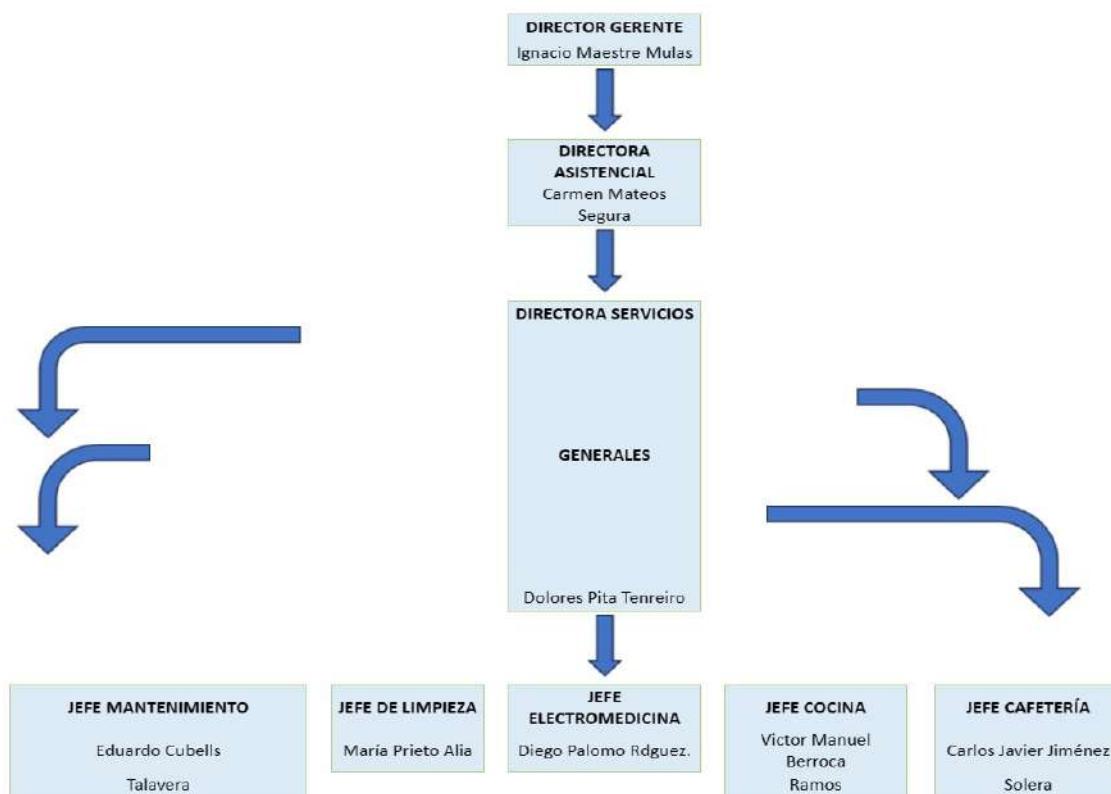 DIRECTOR GERENTE
Ignacio Maestre Mulas
DIRECTORA
ASISTENCIAL
Carmen Mateos
Segura
DIRECTORA SERVICIOS
GENERALES
Dolores Pita Tenreiro
JEFE MANTENIMIENTO
Eduardo Cubells
Talavera
JEFE DE LIMPIEZA
María Prieto Alia
JEFE
ELECTROMEDICINA
Diego Palomo Rdguez.
JEFE COCINA
Victor Manuel
Berroca
Ramos
JEFE CAFETERÍA
Carlos Javier Jiménez
Solera